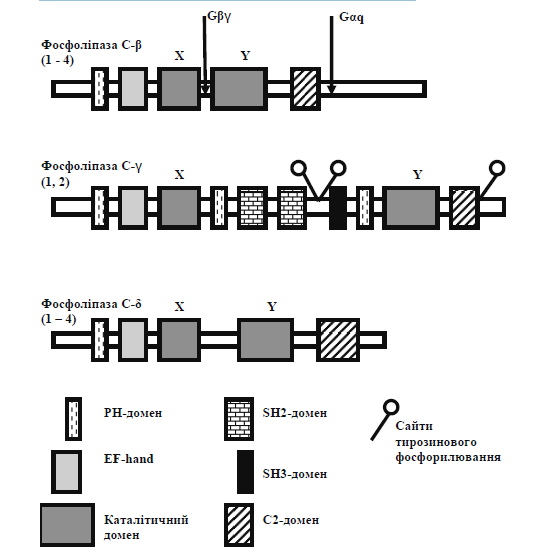 Gβγ
Gαq
Фосфоліпаза С-β
(1 - 4)
X
Y
Фосфоліпаза С-γ
(1, 2)
X
Y
Фосфоліпаза С-δ
(1 – 4)
X
Y
PH-домен
SH2-домен
Сайти
тирозинового
фосфорилювання
EF-hand
SH3-домен
Каталітичний
домен
C2-домен